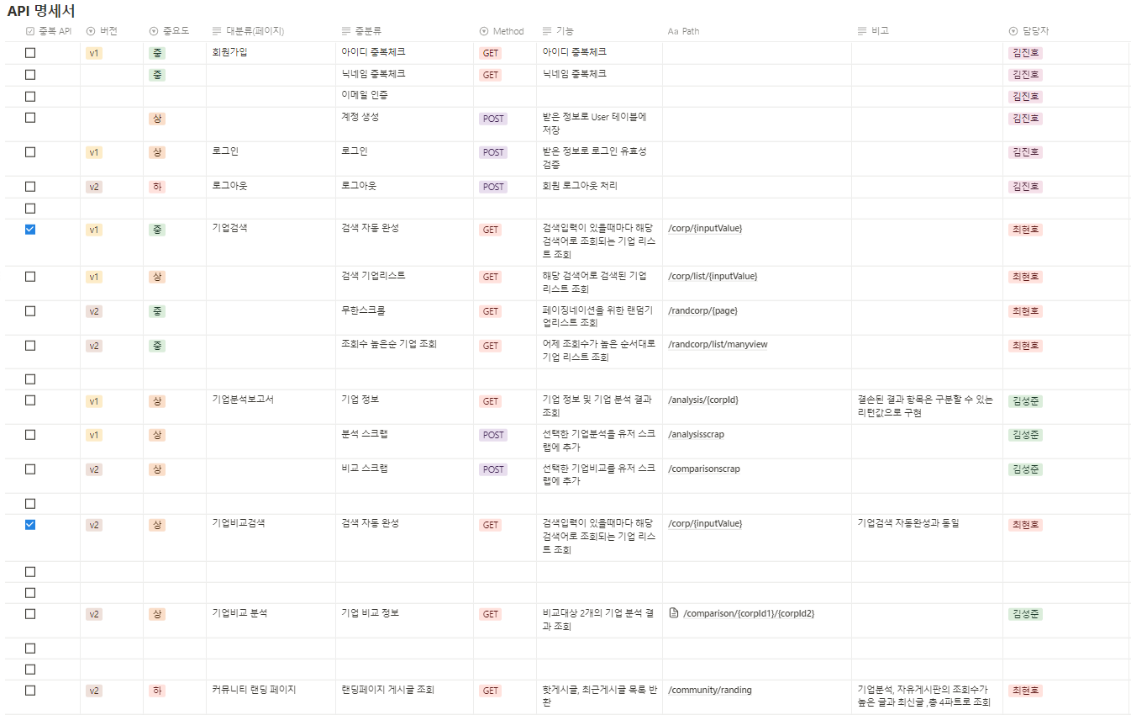 API 명세서
중복 API 버전 중요도 대분류(페이지) 중분류 Method 기능 Aa Path 비고 담당자
v1 중 회원가입 아이디 중복체크 GET 아이디 중복체크 김진호
중 닉네임 중복체크 GET 닉네임 중복체크 김진호
이메일 인증 김진호
상 계정 생성 POST 받은 정보로 User 테이블에 김진호
저장
v1 상 로그인 로그인 POST 받은 정보로 로그인 유효성 김진호
검증
v2 하 로그아웃 로그아웃 POST 회원 로그아웃 처리 김진호
v1 중 기업검색 검색 자동 완성 GET 검색입력이 있을때마다 해당 /corp/{inputValue} 최현호
검색어로 조회되는 기업 리스
트 조회
v1 상 검색 기업리스트 GET 해당 검색어로 검색된 기업 /corp/list/{inputValue} 최현호
리스트 조회
v2 중 무한스크롤 GET 페이징네이션을 위한 랜덤기 /randcorp/{page} 최현호
업리스트 조회
v2 중 조회수 높은순 기업 조회 GET 어제 조회수가 높은 순서대로 /randcorp/list/manyview 최현호
기업 리스트 조회
v1 상 기업분석보고서 기업 정보 GET 기업 정보 및 기업 분석 결과 /analysis/{corpId} 결손된 결과 항목은 구분할 수 있는 김성준
조회 리턴값으로 구현
v1 상 분석 스크랩 POST 선택한 기업분석을 유저 스크 /analysisscrap 김성준
랩에 추가
v2 상 비교 스크랩 POST 선택한 기업비교를 유저 스크 /comparisonscrap 김성준
랩에 추가
v2 상 기업비교검색 검색 자동 완성 GET 검색입력이 있을때마다 해당 /corp/{inputValue} 기업검색 자동완성과 동일 최현호
검색어로 조회되는 기업 리스
트 조회
v2 상 기업비교 분석 기업 비교 정보 GET 비교대상 2개의 기업 분석 결 /comparison/{corpId1}/{corpId2} 김성준
과 조회
v2 하 커뮤니티 랜딩 페이지 랜딩페이지 게시글 조회 GET 핫게시글, 최근게시글 목록 반 /community/randing 기업분석, 자유게시판의 조회수가 최현호
환 높은 글과 최신글 ,총 4파트로 조회